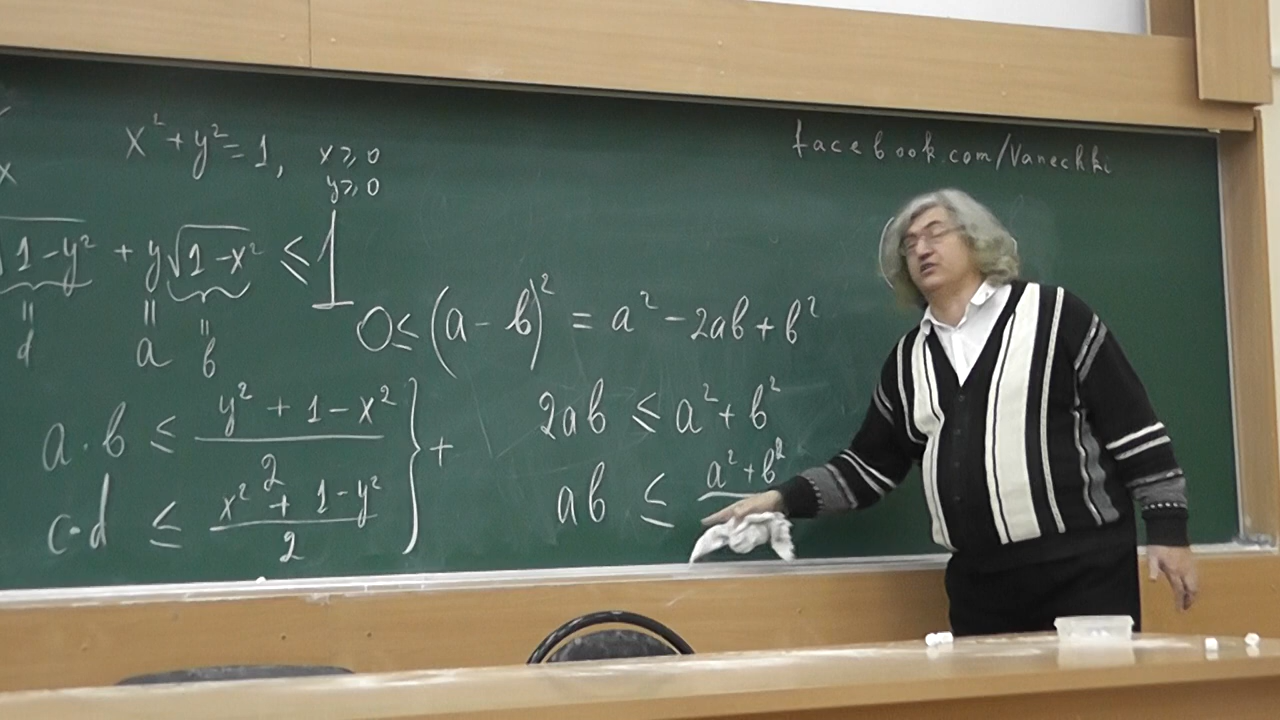 x
x² + y² = 1, x ⩾ 0
y ⩾ 0
facebook.com/Vanechki
√1-y² + y√1-x² ≤ 1
d a b
0 ≤ (a - b)² = a² - 2ab + b²
a · b ≤ (y² + 1 - x²)/2
2ab ≤ a² + b²
c · d ≤ (x² + 1 - y²)/2 } +
ab ≤ a² + b²